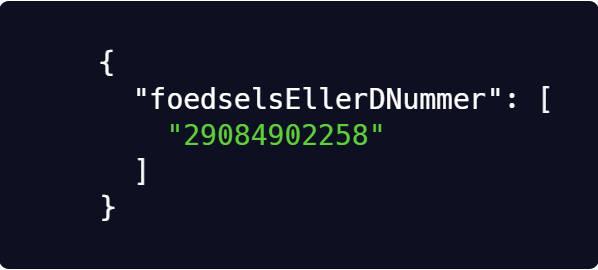 {
  "foedselsEllerDNummer": [
    "29084902258"
  ]
}